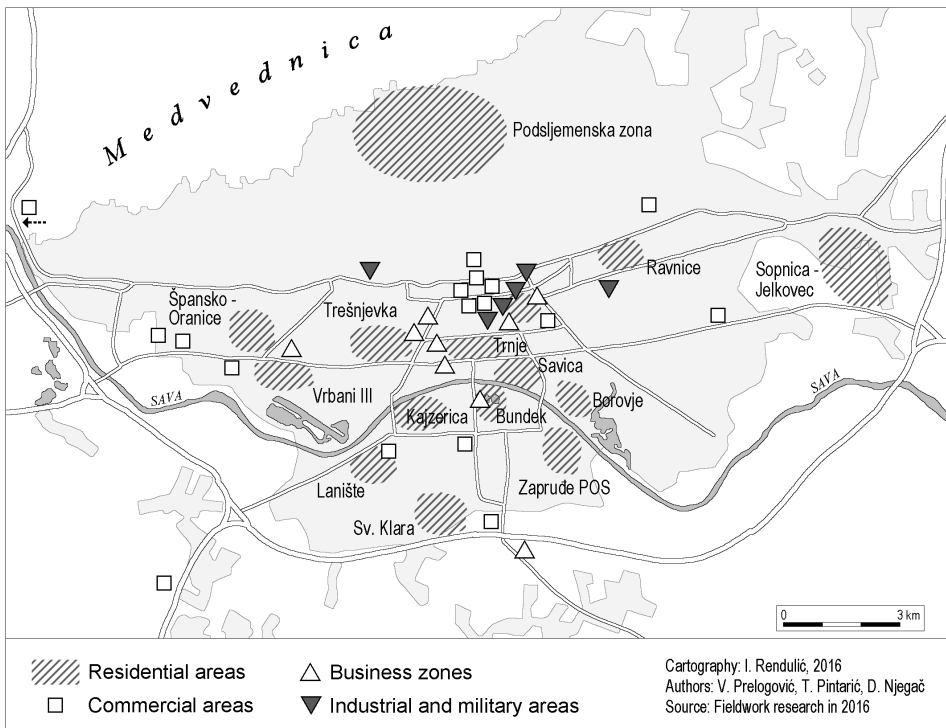 Medvednica
Podsljemenska zona
Ravnice
Sopnica -
Jelkovec
Špansko -
Oranice
Trešnjevka
Trnje
Savica
SAVA
SAVA
Vrbani III
Kajzerica
Bundek
Borovje
Lanište
Zapruđe POS
Sv. Klara
0 3 km
Residential areas
Business zones
Commercial areas
Industrial and military areas
Cartography: I. Rendulić, 2016
Authors: V. Prelogović, T. Pintarić, D. Njegač
Source: Fieldwork research in 2016